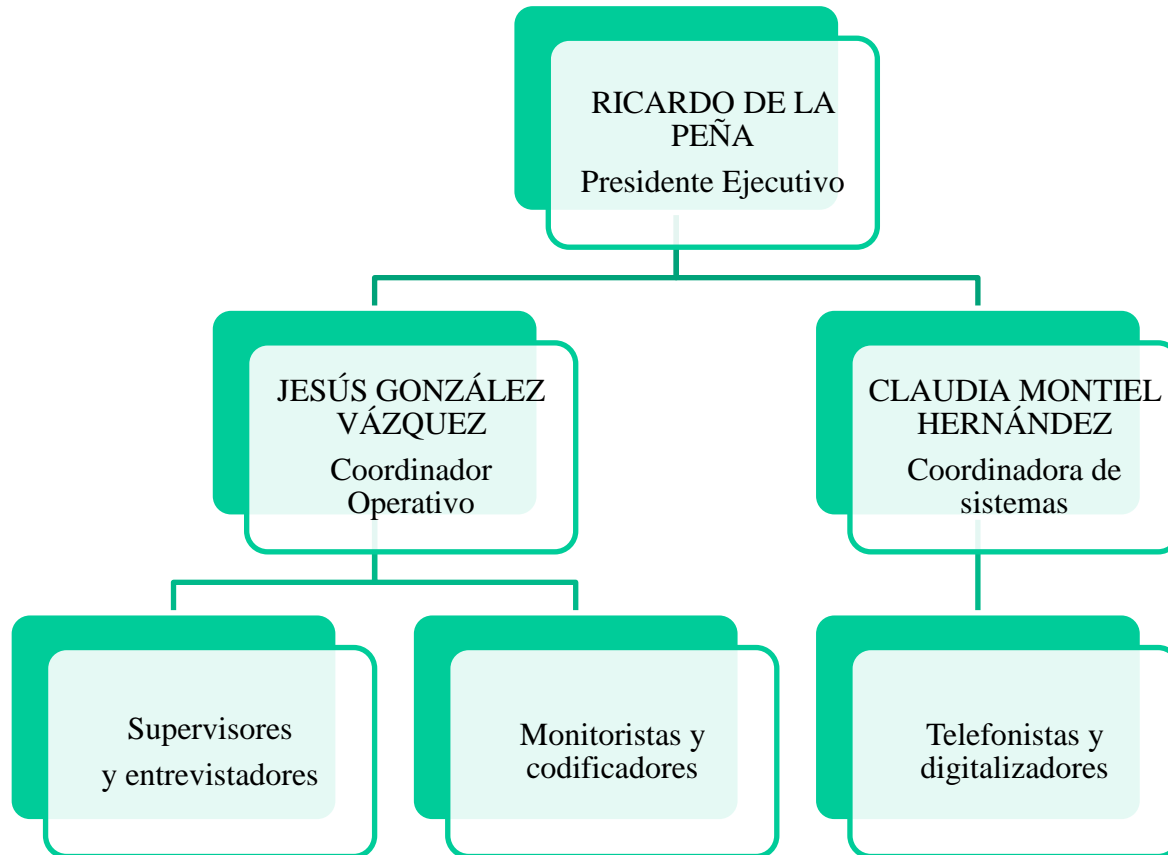 RICARDO DE LA
PEÑA
Presidente Ejecutivo
JESÚS GONZÁLEZ
VÁZQUEZ
Coordinador
Operativo
CLAUDIA MONTIEL
HERNÁNDEZ
Coordinadora de
sistemas
Supervisores
y entrevistadores
Monitoristas y
codificadores
Telefonistas y
digitalizadores